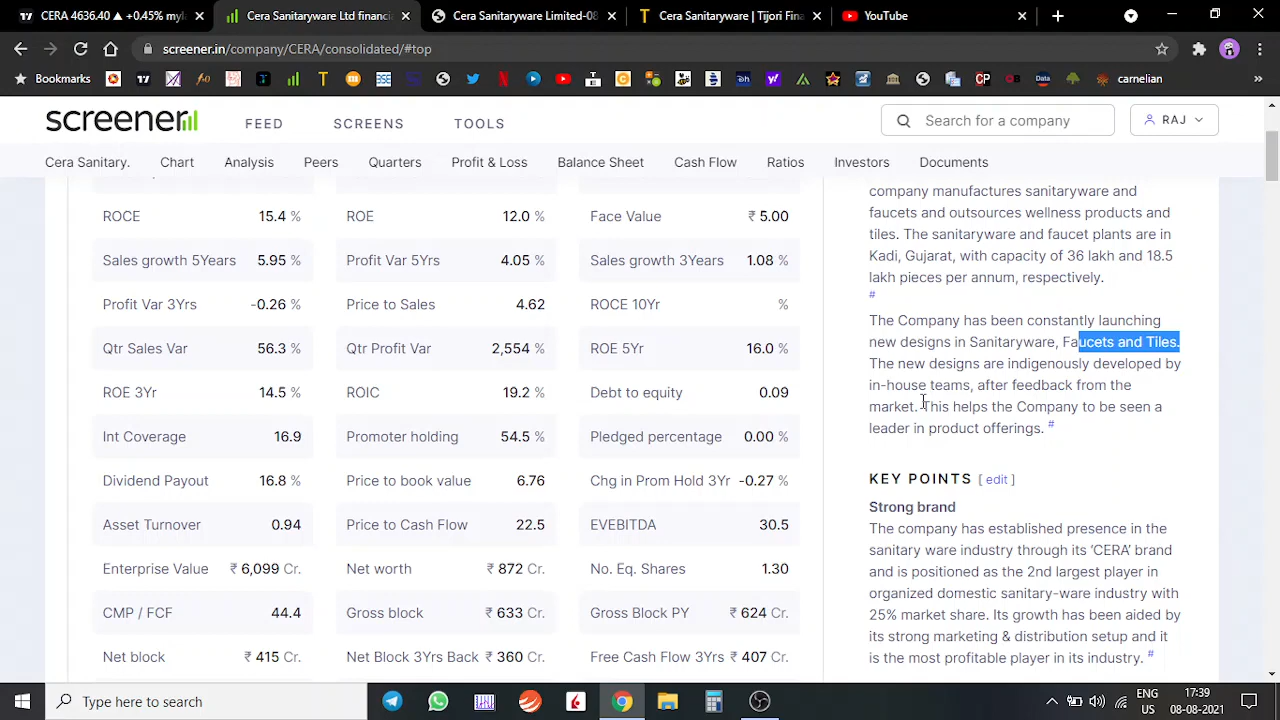 CERA 4636.40 ▲ +0.45% myla
Cera Sanitaryware Ltd financia
Cera Sanitaryware Limited-08
Cera Sanitaryware | Tijori Fina
YouTube
screener.in/company/CERA/consolidated/#top
Bookmarks
carnelian
»
screener
FEED
SCREENS
TOOLS
Search for a company
RAJ
Cera Sanitary.
Chart
Analysis
Peers
Quarters
Profit & Loss
Balance Sheet
Cash Flow
Ratios
Investors
Documents
ROCE 15.4 % ROE 12.0 % Face Value ₹ 5.00
Sales growth 5Years 5.95 % Profit Var 5Yrs 4.05 % Sales growth 3Years 1.08 %
Profit Var 3Yrs -0.26 % Price to Sales 4.62 ROCE 10Yr %
Qtr Sales Var 56.3 % Qtr Profit Var 2,554 % ROE 5Yr 16.0 %
ROE 3Yr 14.5 % ROIC 19.2 % Debt to equity 0.09
Int Coverage 16.9 Promoter holding 54.5 % Pledged percentage 0.00 %
Dividend Payout 16.8 % Price to book value 6.76 Chg in Prom Hold 3Yr -0.27 %
Asset Turnover 0.94 Price to Cash Flow 22.5 EVEBITDA 30.5
Enterprise Value ₹ 6,099 Cr. Net worth ₹ 872 Cr. No. Eq. Shares 1.30
CMP / FCF 44.4 Gross block ₹ 633 Cr. Gross Block PY ₹ 624 Cr.
Net block ₹ 415 Cr. Net Block 3Yrs Back ₹ 360 Cr. Free Cash Flow 3Yrs ₹ 407 Cr.
company manufactures sanitaryware and
faucets and outsources wellness products and
tiles. The sanitaryware and faucet plants are in
Kadi, Gujarat, with capacity of 36 lakh and 18.5
lakh pieces per annum, respectively.
#
The Company has been constantly launching
new designs in Sanitaryware, Faucets and Tiles.
The new designs are indigenously developed by
in-house teams, after feedback from the
market. This helps the Company to be seen a
leader in product offerings. #
KEY POINTS [ edit ]
Strong brand
The company has established presence in the
sanitary ware industry through its ‘CERA’ brand
and is positioned as the 2nd largest player in
organized domestic sanitary-ware industry with
25% market share. Its growth has been aided by
its strong marketing & distribution setup and it
is the most profitable player in its industry. #
Type here to search
ENG
17:39
08-08-2021